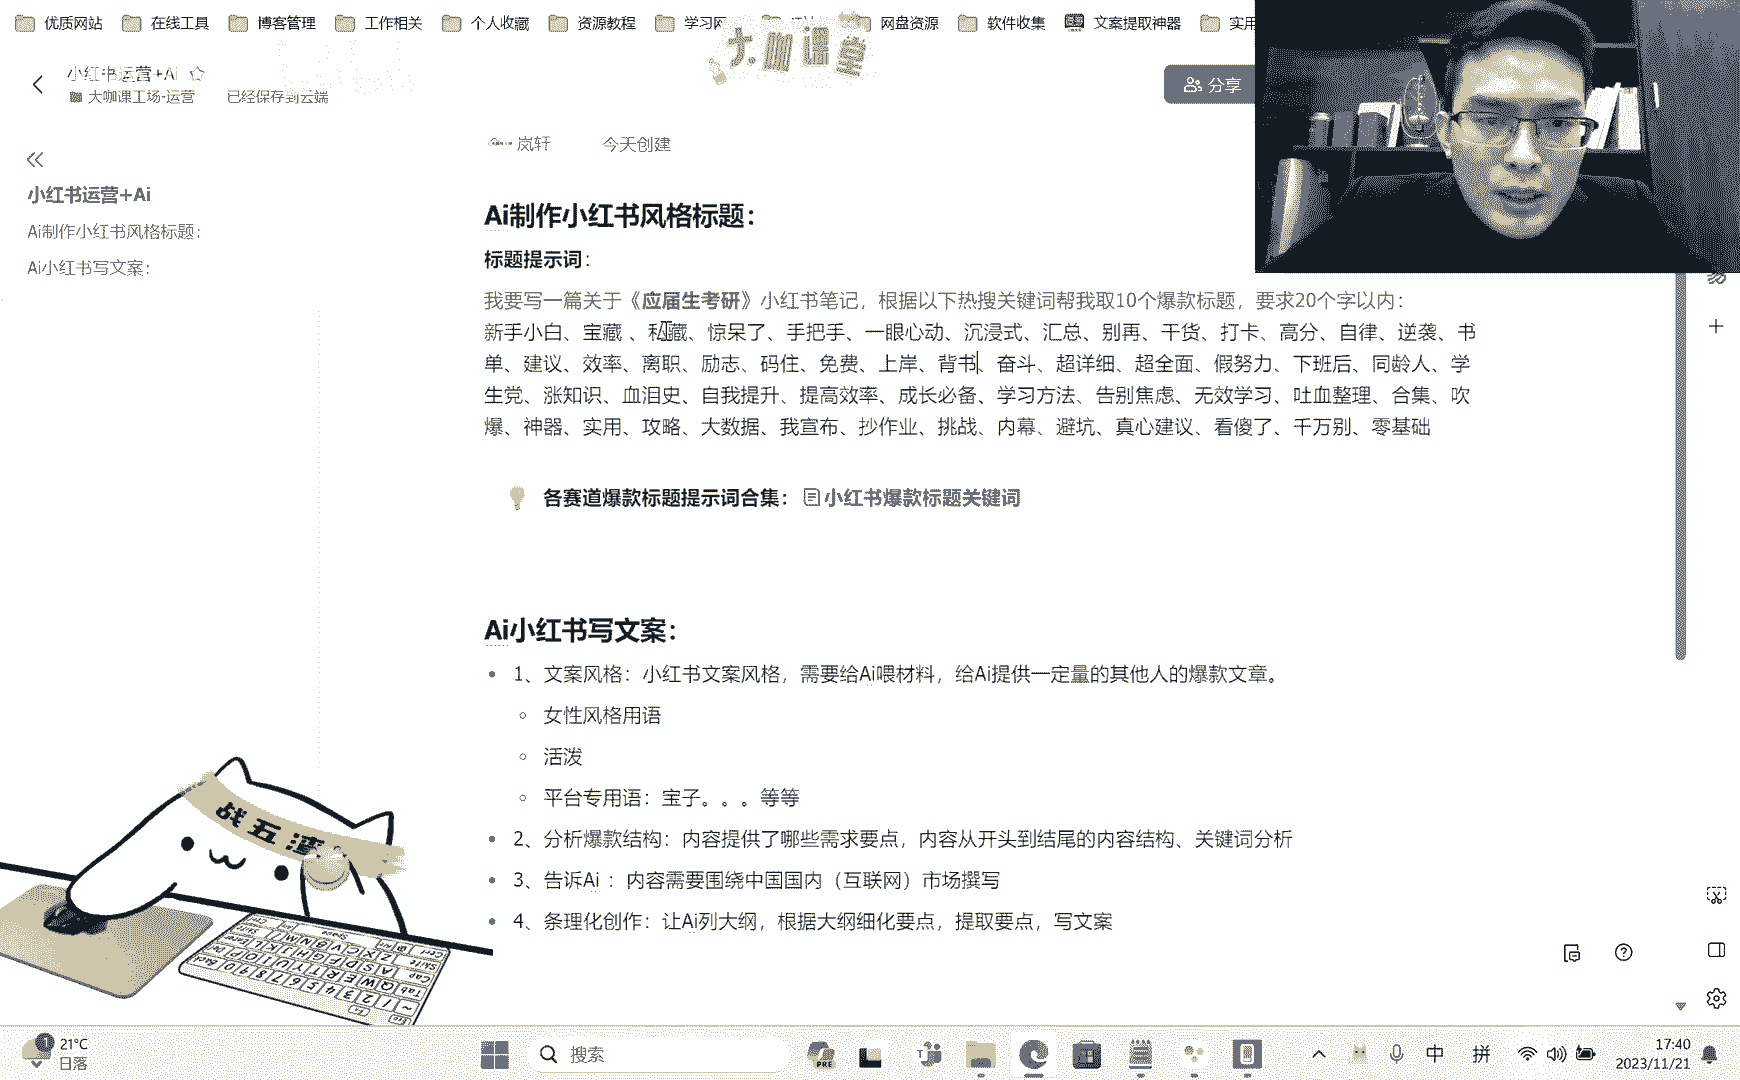 优质网站 在线工具 博客管理 工作相关 个人收藏 资源教程 网盘资源 软件收集 文案提取神器
大咖课堂
小红书运营+Ai
大咖课工场-运营 已经保存到云端
分享
岚轩 今天创建
小红书运营+Ai
Ai制作小红书风格标题：
Ai小红书写文案：
Ai制作小红书风格标题：
标题提示词：
我要写一篇关于《应届生考研》小红书笔记，根据以下热搜关键词帮我取10个爆款标题，要求20个字以内：
新手小白、宝藏 、私藏、惊呆了、手把手、一眼心动、沉浸式、汇总、别再、干货、打卡、高分、自律、逆袭、书
单、建议、效率、离职、励志、码住、免费、上岸、背书、奋斗、超详细、超全面、假努力、下班后、同龄人、学
生党、涨知识、血泪史、自我提升、提高效率、成长必备、学习方法、告别焦虑、无效学习、吐血整理、合集、吹
爆、神器、实用、攻略、大数据、我宣布、抄作业、挑战、内幕、避坑、真心建议、看傻了、千万别、零基础
各赛道爆款标题提示词合集： 小红书爆款标题关键词
Ai小红书写文案：
1、文案风格：小红书文案风格，需要给Ai喂材料，给Ai提供一定量的其他人的爆款文章。
女性风格用语
活泼
平台专用语：宝子。。。等等
2、分析爆款结构：内容提供了哪些需求要点，内容从开头到结尾的内容结构、关键词分析
3、告诉Ai ：内容需要围绕中国国内（互联网）市场撰写
4、条理化创作：让Ai列大纲，根据大纲细化要点，提取要点，写文案
战五渣
1
21°C
日落
搜索
PRE
中 拼
17:40
2023/11/21